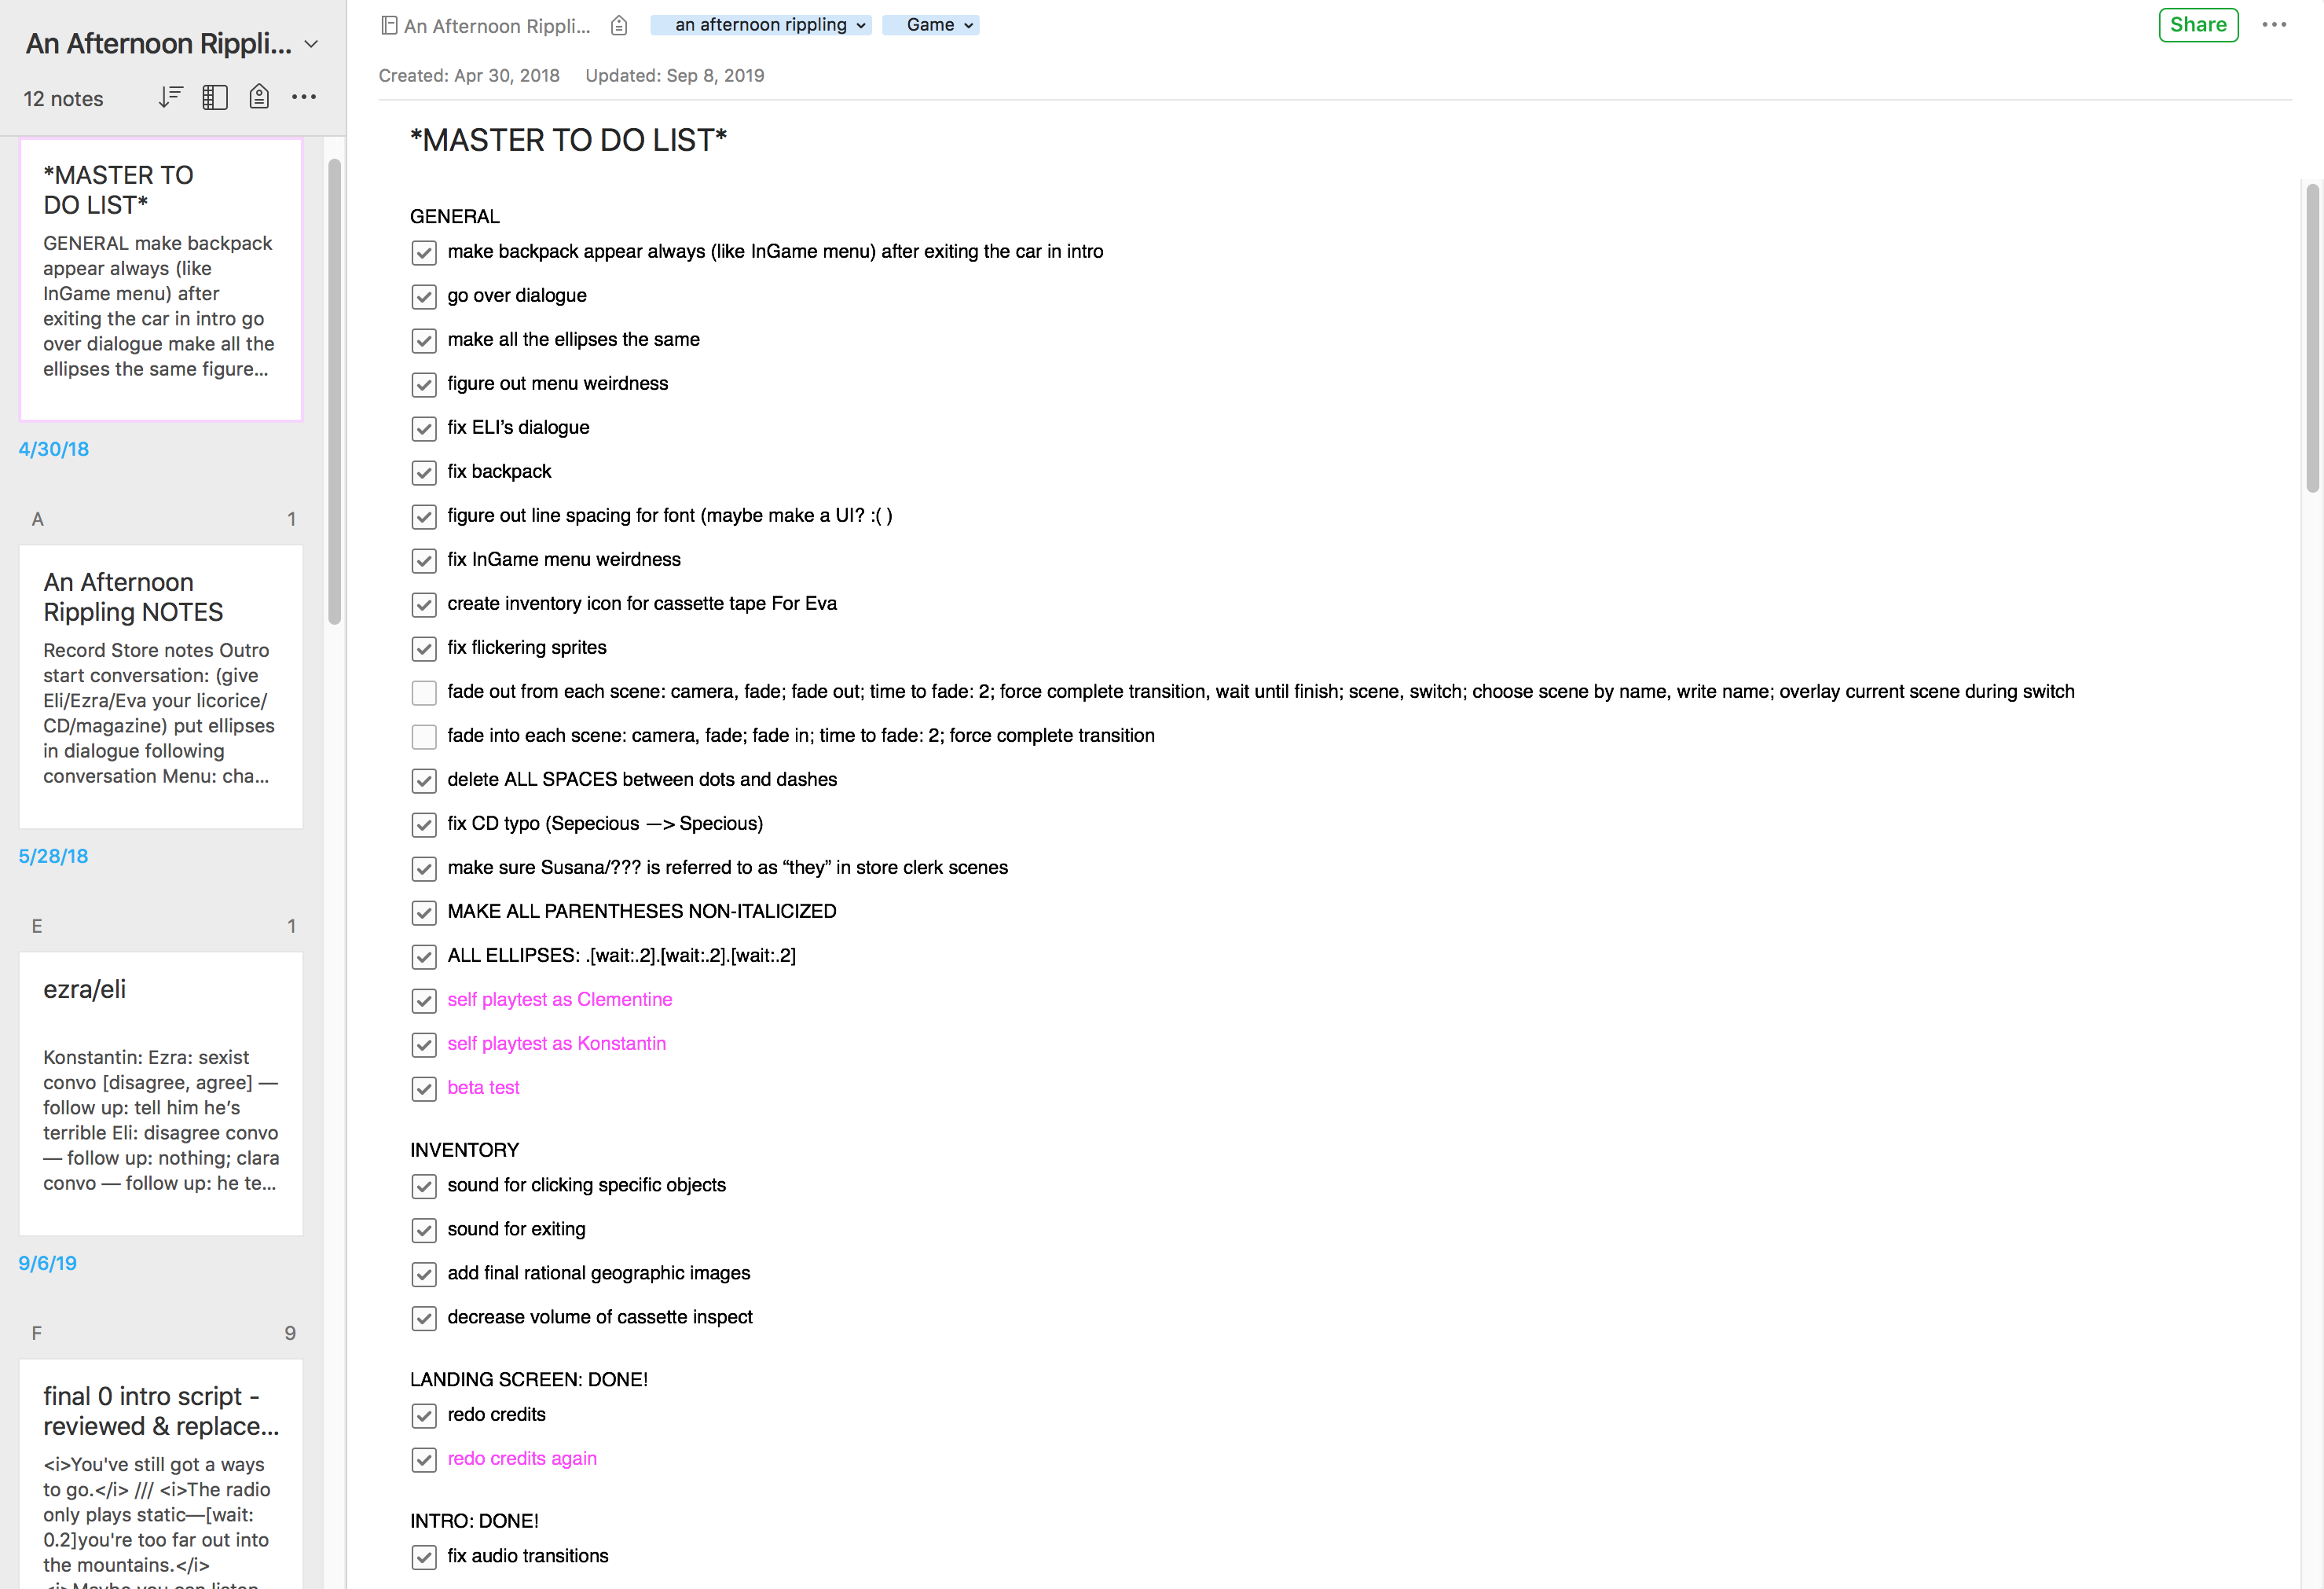 An Afternoon Rippli...
12 notes
*MASTER TO
DO LIST*
GENERAL make backpack
appear always (like
InGame menu) after
exiting the car in intro go
over dialogue make all the
ellipses the same figure...
4/30/18
A 1
An Afternoon
Rippling NOTES
Record Store notes Outro
start conversation: (give
Eli/Ezra/Eva your licorice/
CD/magazine) put ellipses
in dialogue following
conversation Menu: cha...
5/28/18
E 1
ezra/eli
Konstantin: Ezra: sexist
convo [disagree, agree] —
follow up: tell him he's
terrible Eli: disagree convo
— follow up: nothing; clara
convo — follow up: he te...
9/6/19
F 9
final 0 intro script -
reviewed & replace...
<i>You've still got a ways
to go.</i> /// <i>The radio
only plays static—[wait:
0.2]you're too far out into
the mountains.</i>
<i>Maybe you can listen
An Afternoon Rippli... an afternoon rippling Game Share
Created: Apr 30, 2018 Updated: Sep 8, 2019
*MASTER TO DO LIST*
GENERAL
make backpack appear always (like InGame menu) after exiting the car in intro
go over dialogue
make all the ellipses the same
figure out menu weirdness
fix ELI’s dialogue
fix backpack
figure out line spacing for font (maybe make a UI? :( )
fix InGame menu weirdness
create inventory icon for cassette tape For Eva
fix flickering sprites
fade out from each scene: camera, fade; fade out; time to fade: 2; force complete transition, wait until finish; scene, switch; choose scene by name, write name; overlay current scene during switch
fade into each scene: camera, fade; fade in; time to fade: 2; force complete transition
delete ALL SPACES between dots and dashes
fix CD typo (Sepecious —> Specious)
make sure Susana/??? is referred to as “they” in store clerk scenes
MAKE ALL PARENTHESES NON-ITALICIZED
ALL ELLIPSES: .[wait:.2].[wait:.2].[wait:.2]
self playtest as Clementine
self playtest as Konstantin
beta test
INVENTORY
sound for clicking specific objects
sound for exiting
add final rational geographic images
decrease volume of cassette inspect
LANDING SCREEN: DONE!
redo credits
redo credits again
INTRO: DONE!
fix audio transitions